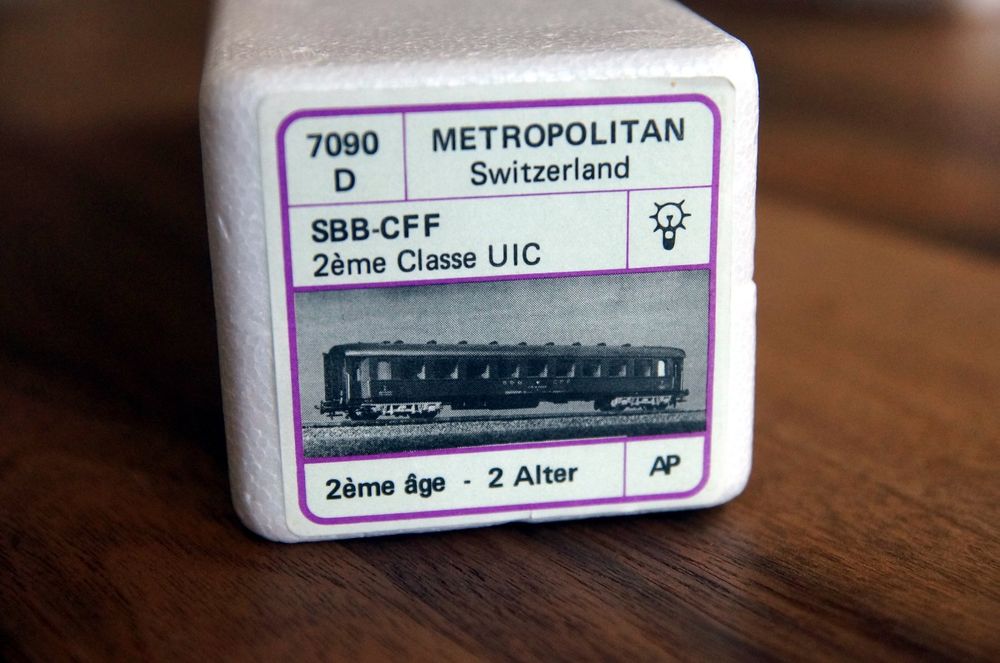 7090
D
METROPOLITAN
Switzerland
SBB-CFF
2ème Classe UIC
2ème âge - 2 Alter
AP